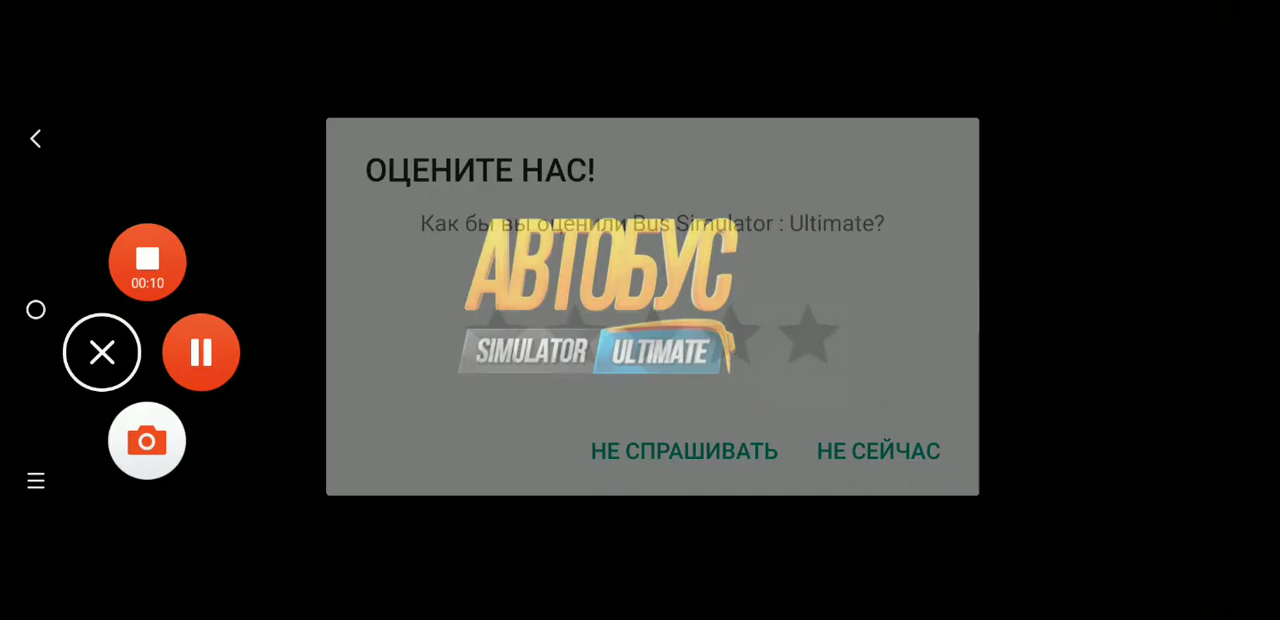 ОЦЕНИТЕ НАС!
Как бы вы оценили Bus Simulator : Ultimate?
АВТОБУС
SIMULATOR ULTIMATE
00:10
НЕ СПРАШИВАТЬ НЕ СЕЙЧАС